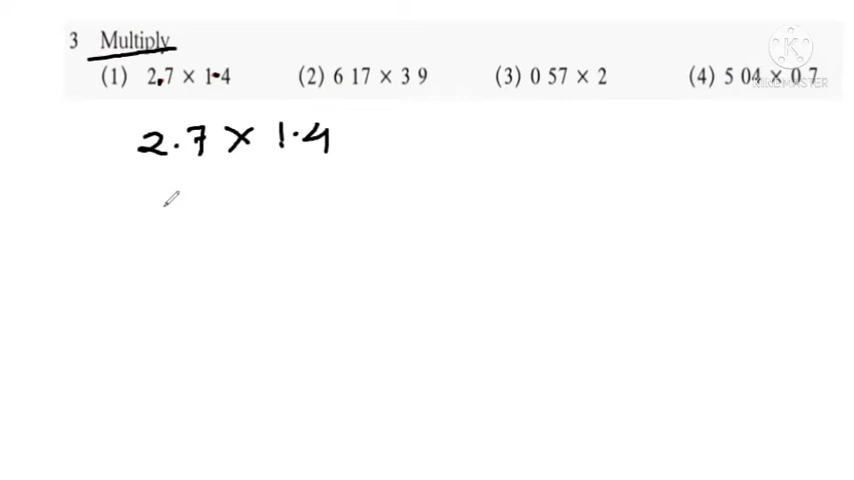 3 Multiply
(1) 2.7 × 1.4 (2) 6 17 × 3 9 (3) 0 57 × 2 (4) 5 04 × 0 7
KINEMASTER
2.7 × 1.4